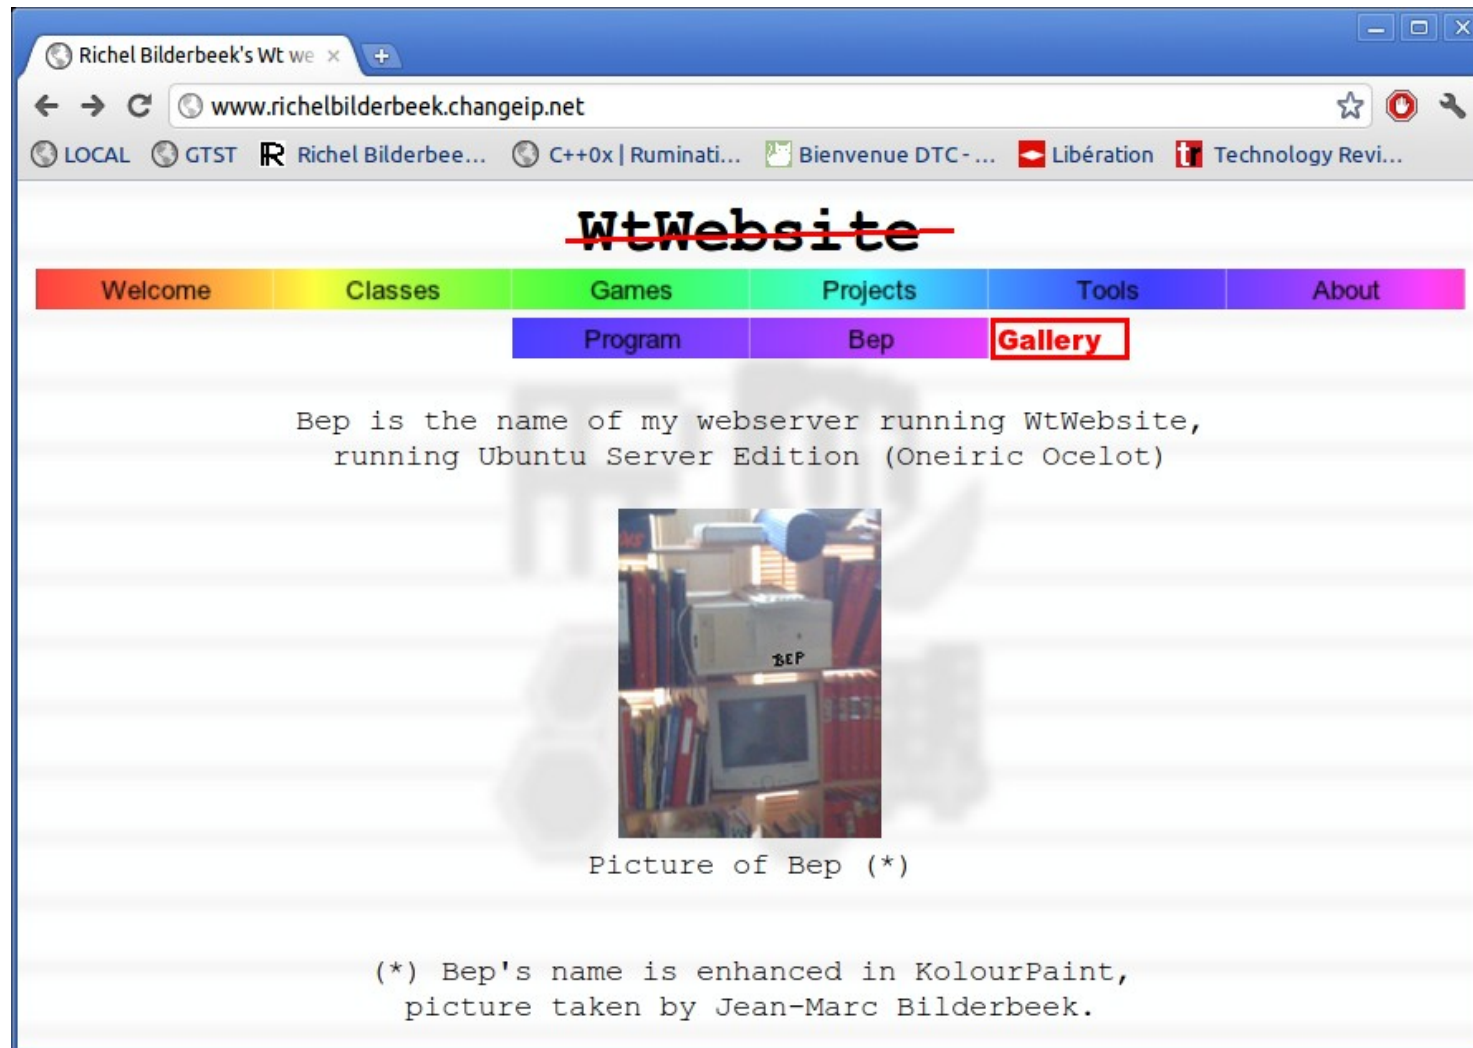 Richel Bilderbeek's Wt we
www.richelbilderbeek.changeip.net
LOCAL GTST Richel Bilderbee... C++0x | Ruminati... Bienvenue DTC - ... Libération Technology Revi...
WtWebsite
Welcome Classes Games Projects Tools About
Program Bep Gallery
Bep is the name of my webserver running WtWebsite,
running Ubuntu Server Edition (Oneiric Ocelot)
BEP
Picture of Bep (*)
(*) Bep's name is enhanced in KolourPaint,
picture taken by Jean-Marc Bilderbeek.